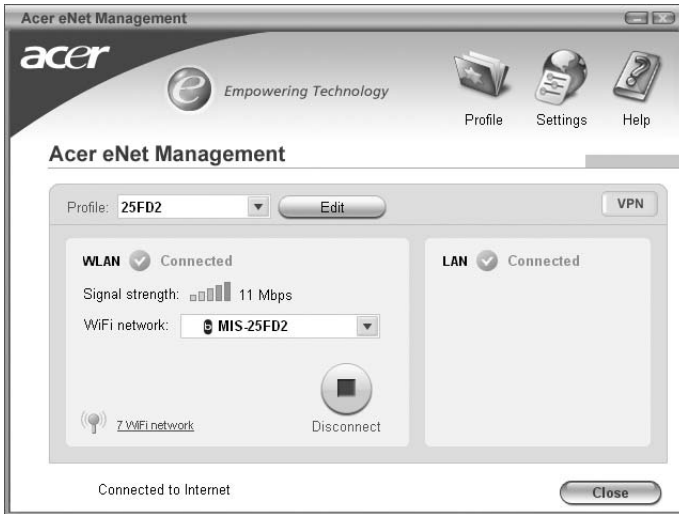 Acer eNet Management
acer
e Empowering Technology
Profile Settings Help
Acer eNet Management
Profile: 25FD2 Edit VPN
WLAN Connected
Signal strength: 11 Mbps
WiFi network: MIS-25FD2
7 WiFi network
Disconnect
LAN Connected
Connected to Internet
Close